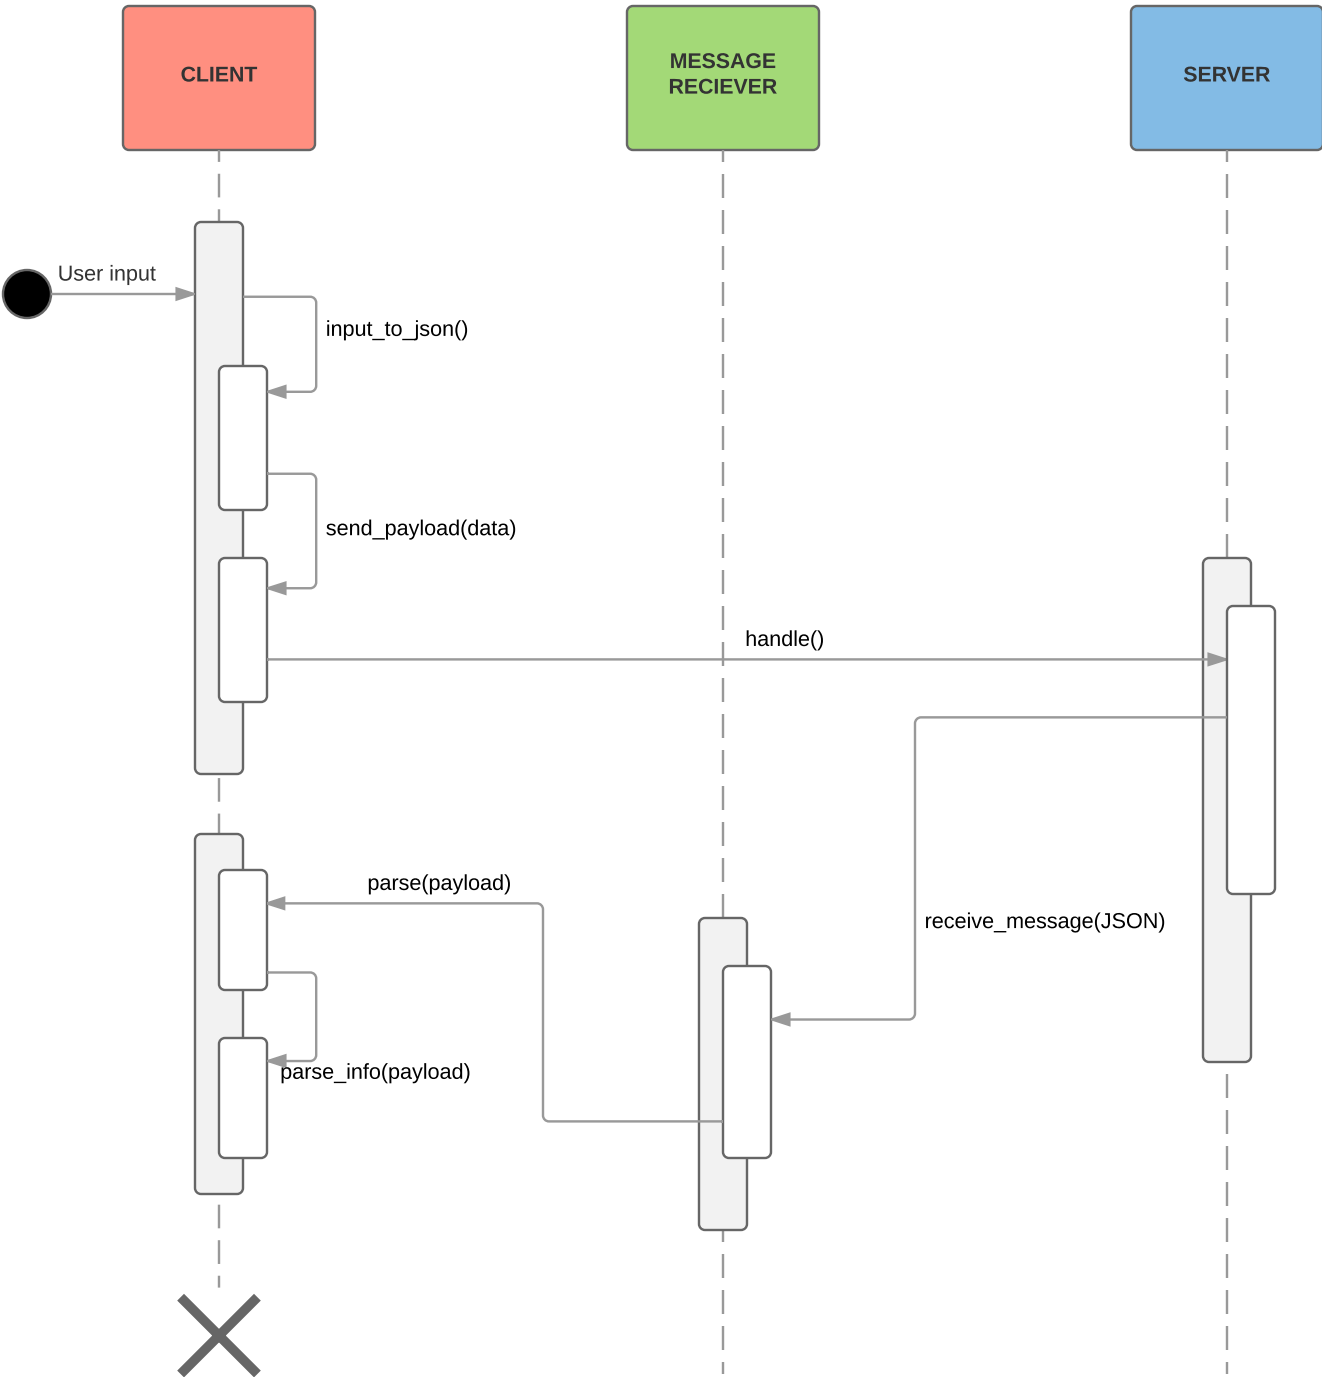 CLIENT
MESSAGE
RECIEVER
SERVER
User input
input_to_json()
send_payload(data)
handle()
parse(payload)
receive_message(JSON)
parse_info(payload)